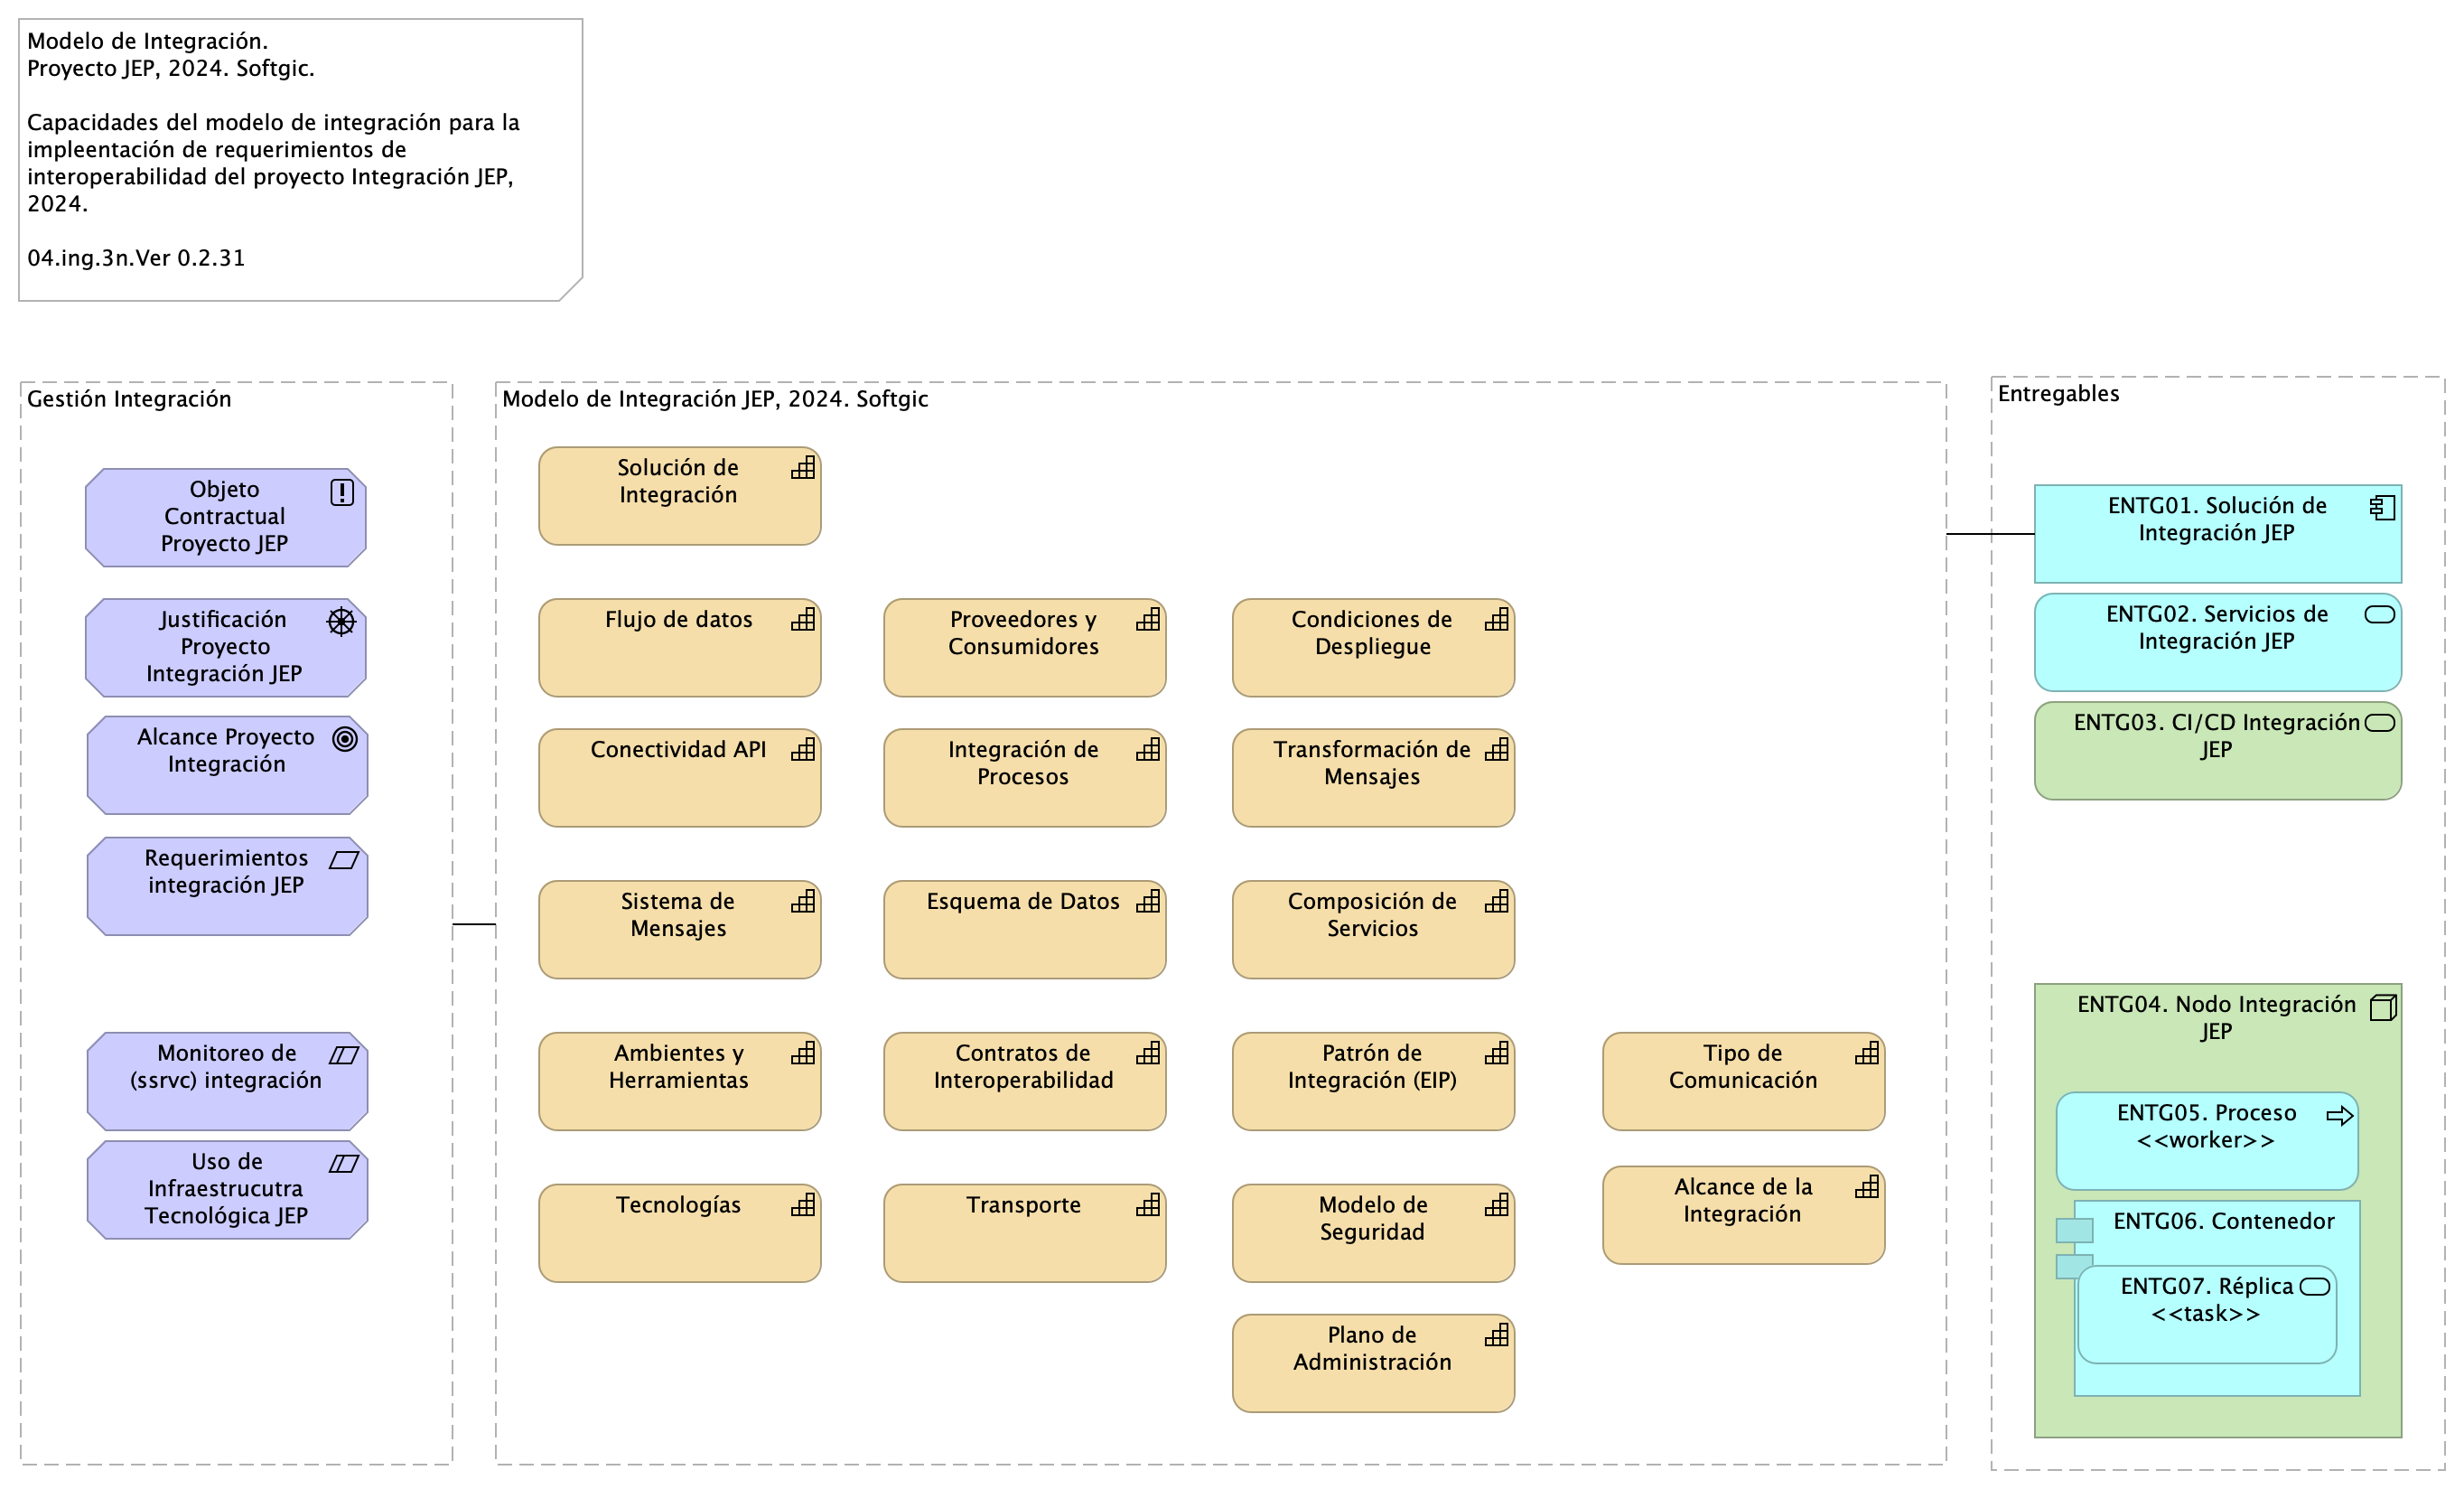 Modelo de Integración.
Proyecto JEP, 2024. Softgic.
Capacidades del modelo de integración para la
impleentación de requerimientos de
interoperabilidad del proyecto Integración JEP,
2024.
04.ing.3n.Ver 0.2.31
Gestión Integración
Objeto
Contractual
Proyecto JEP
Justificación
Proyecto
Integración JEP
Alcance Proyecto
Integración
Requerimientos
integración JEP
Monitoreo de
(ssrvc) integración
Uso de
Infraestrucutra
Tecnológica JEP
Modelo de Integración JEP, 2024. Softgic
Solución de
Integración
Flujo de datos
Proveedores y
Consumidores
Condiciones de
Despliegue
Conectividad API
Integración de
Procesos
Transformación de
Mensajes
Sistema de
Mensajes
Esquema de Datos
Composición de
Servicios
Ambientes y
Herramientas
Contratos de
Interoperabilidad
Patrón de
Integración (EIP)
Tipo de
Comunicación
Tecnologías
Transporte
Modelo de
Seguridad
Alcance de la
Integración
Plano de
Administración
Entregables
ENTG01. Solución de
Integración JEP
ENTG02. Servicios de
Integración JEP
ENTG03. CI/CD Integración
JEP
ENTG04. Nodo Integración
JEP
ENTG05. Proceso
<<worker>>
ENTG06. Contenedor
ENTG07. Réplica
<<task>>